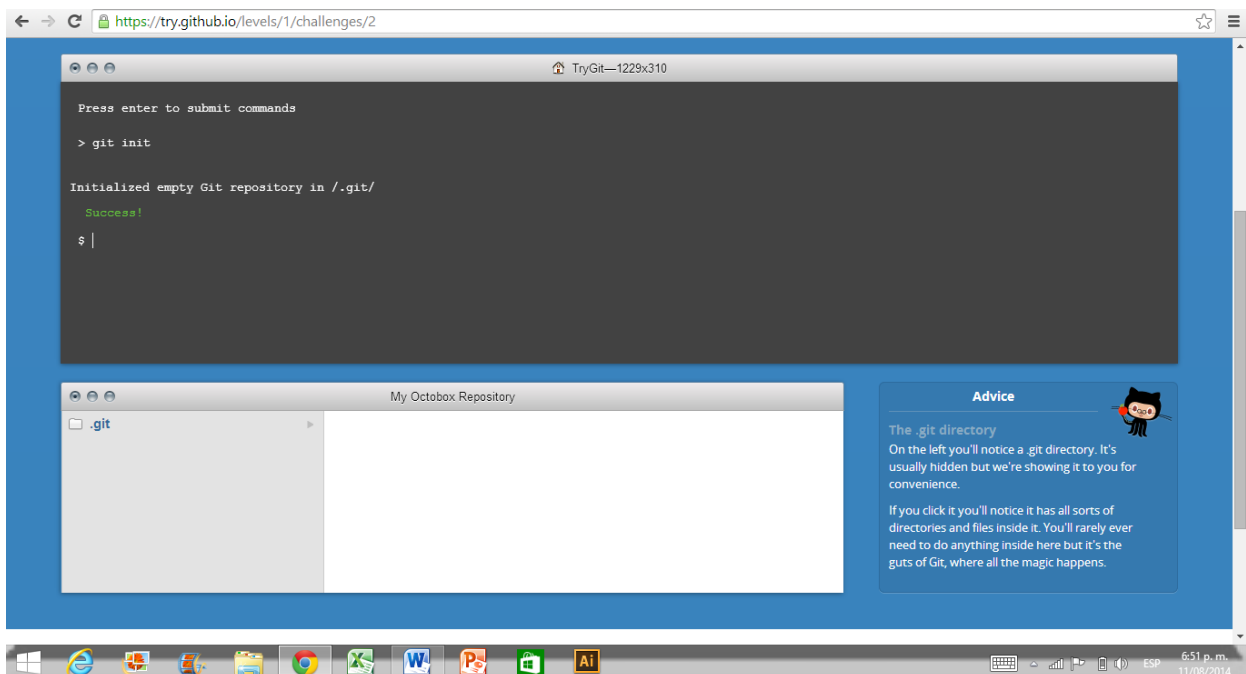 https://try.github.io/levels/1/challenges/2
TryGit—1229x310
Press enter to submit commands
> git init
Initialized empty Git repository in /.git/
Success!
$
My Octobox Repository
.git
Advice
The .git directory
On the left you'll notice a .git directory. It's
usually hidden but we're showing it to you for
convenience.
If you click it you'll notice it has all sorts of
directories and files inside it. You'll rarely ever
need to do anything inside here but it's the
guts of Git, where all the magic happens.
Ai
ESP
6:51 p. m.
11/08/2014